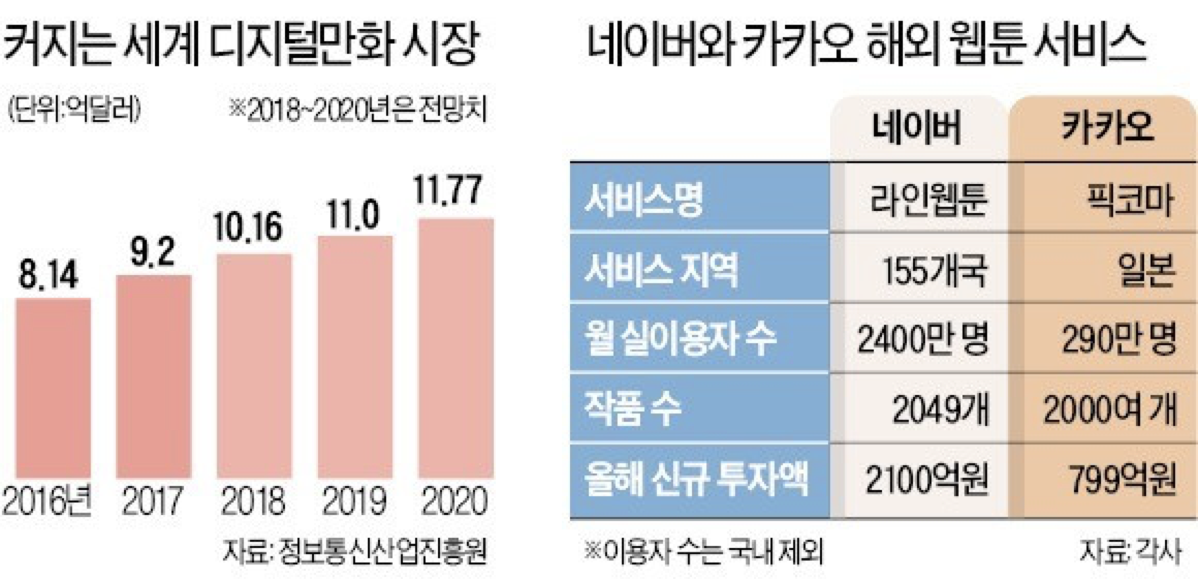 커지는 세계 디지털만화 시장
(단위:억달러) ※2018~2020년은 전망치
8.14 9.2 10.16 11.0 11.77
2016년 2017 2018 2019 2020
자료: 정보통신산업진흥원
네이버와 카카오 해외 웹툰 서비스
네이버 카카오
서비스명 라인웹툰 픽코마
서비스 지역 155개국 일본
월 실이용자 수 2400만 명 290만 명
작품 수 2049개 2000여 개
올해 신규 투자액 2100억원 799억원
※이용자 수는 국내 제외 자료: 각사